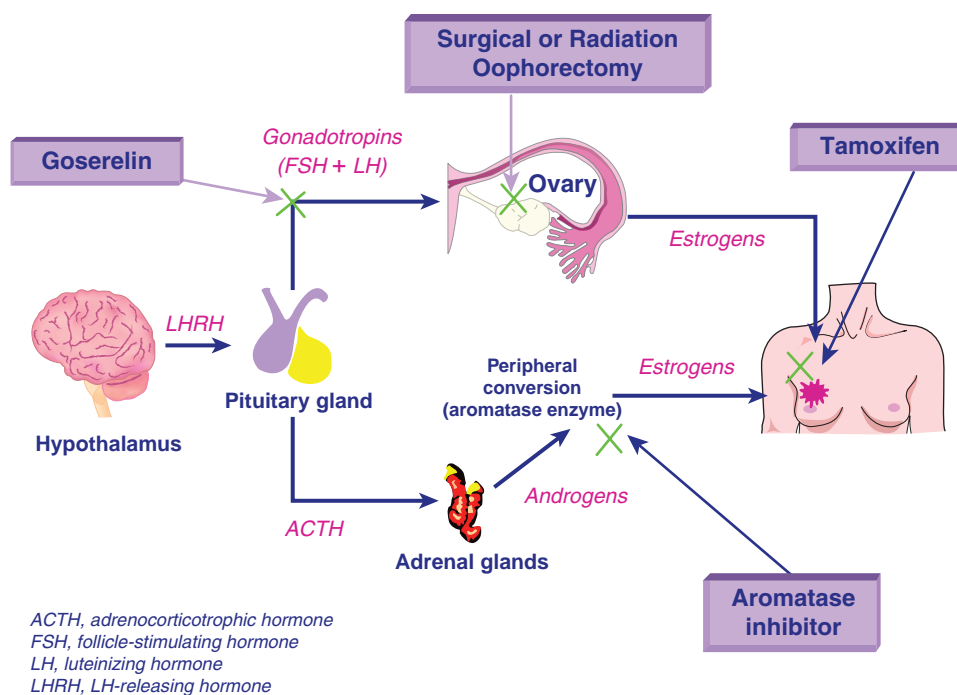 Surgical or Radiation
Oophorectomy
Goserelin
Gonadotropins
(FSH + LH)
Tamoxifen
Ovary
Estrogens
LHRH
Pituitary gland
Hypothalamus
Peripheral
conversion
(aromatase enzyme)
Estrogens
ACTH
Androgens
Adrenal glands
Aromatase
inhibitor
ACTH, adrenocorticotrophic hormone
FSH, follicle-stimulating hormone
LH, luteinizing hormone
LHRH, LH-releasing hormone